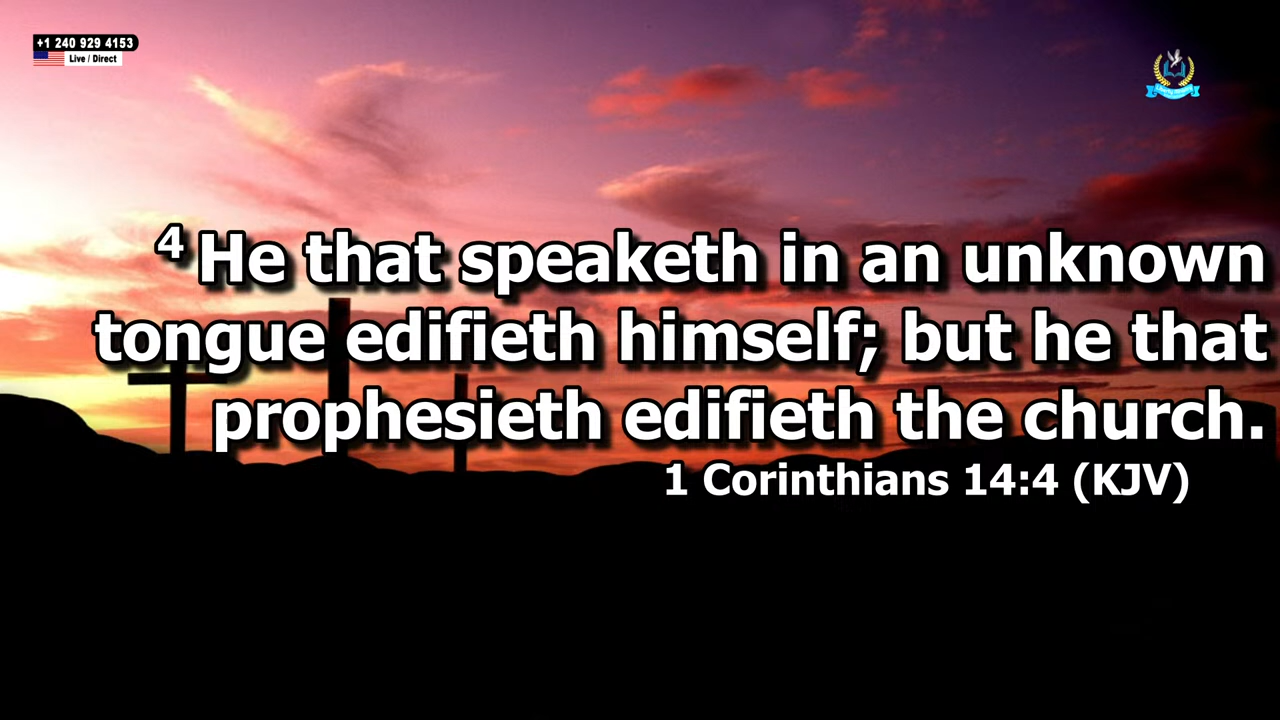 +1 240 929 4153
Live / Direct
4 He that speaketh in an unknown
tongue edifieth himself; but he that
prophesieth edifieth the church.
1 Corinthians 14:4 (KJV)